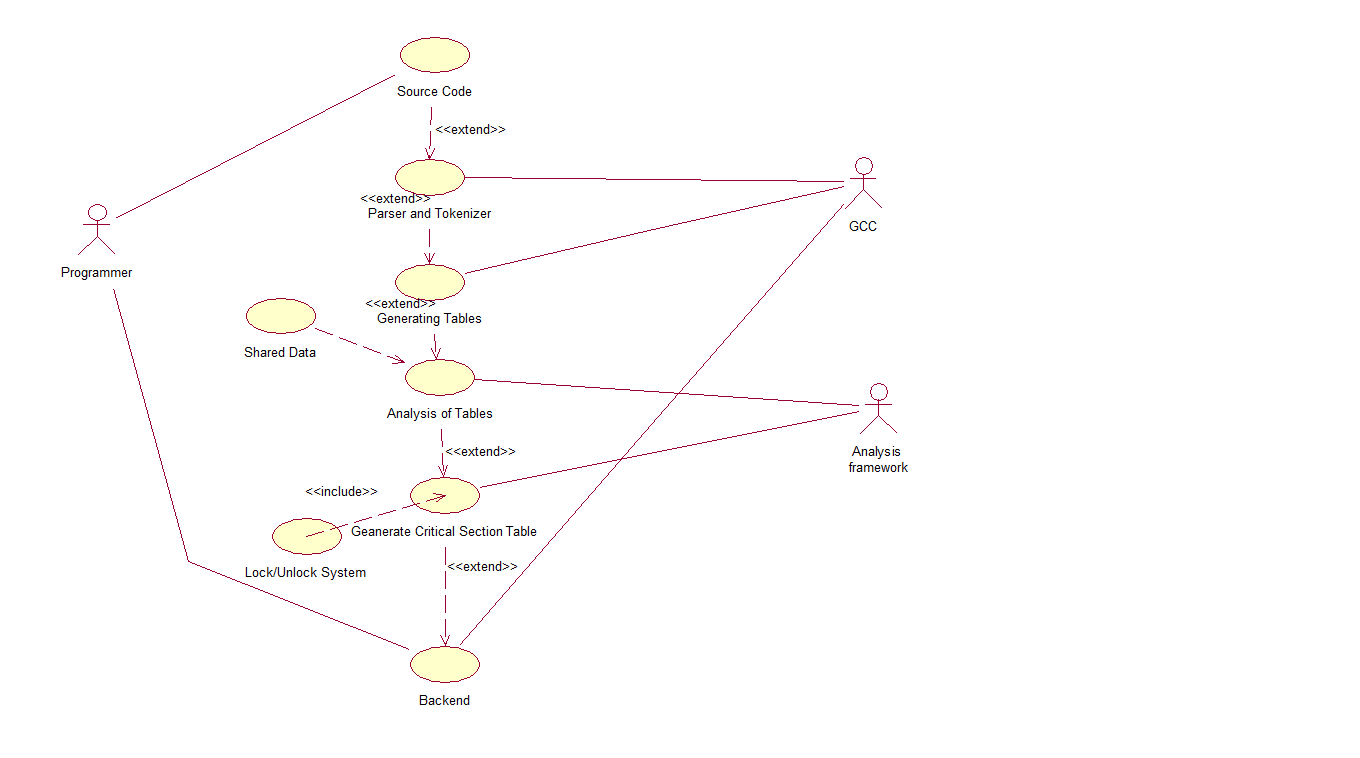 Source Code
<<extend>>
<<extend>>
Parser and Tokenizer
GCC
Programmer
<<extend>>
Generating Tables
Shared Data
Analysis of Tables
<<extend>>
Analysis
framework
<<include>>
Geanerate Critical Section Table
<<extend>>
Lock/Unlock System
Backend